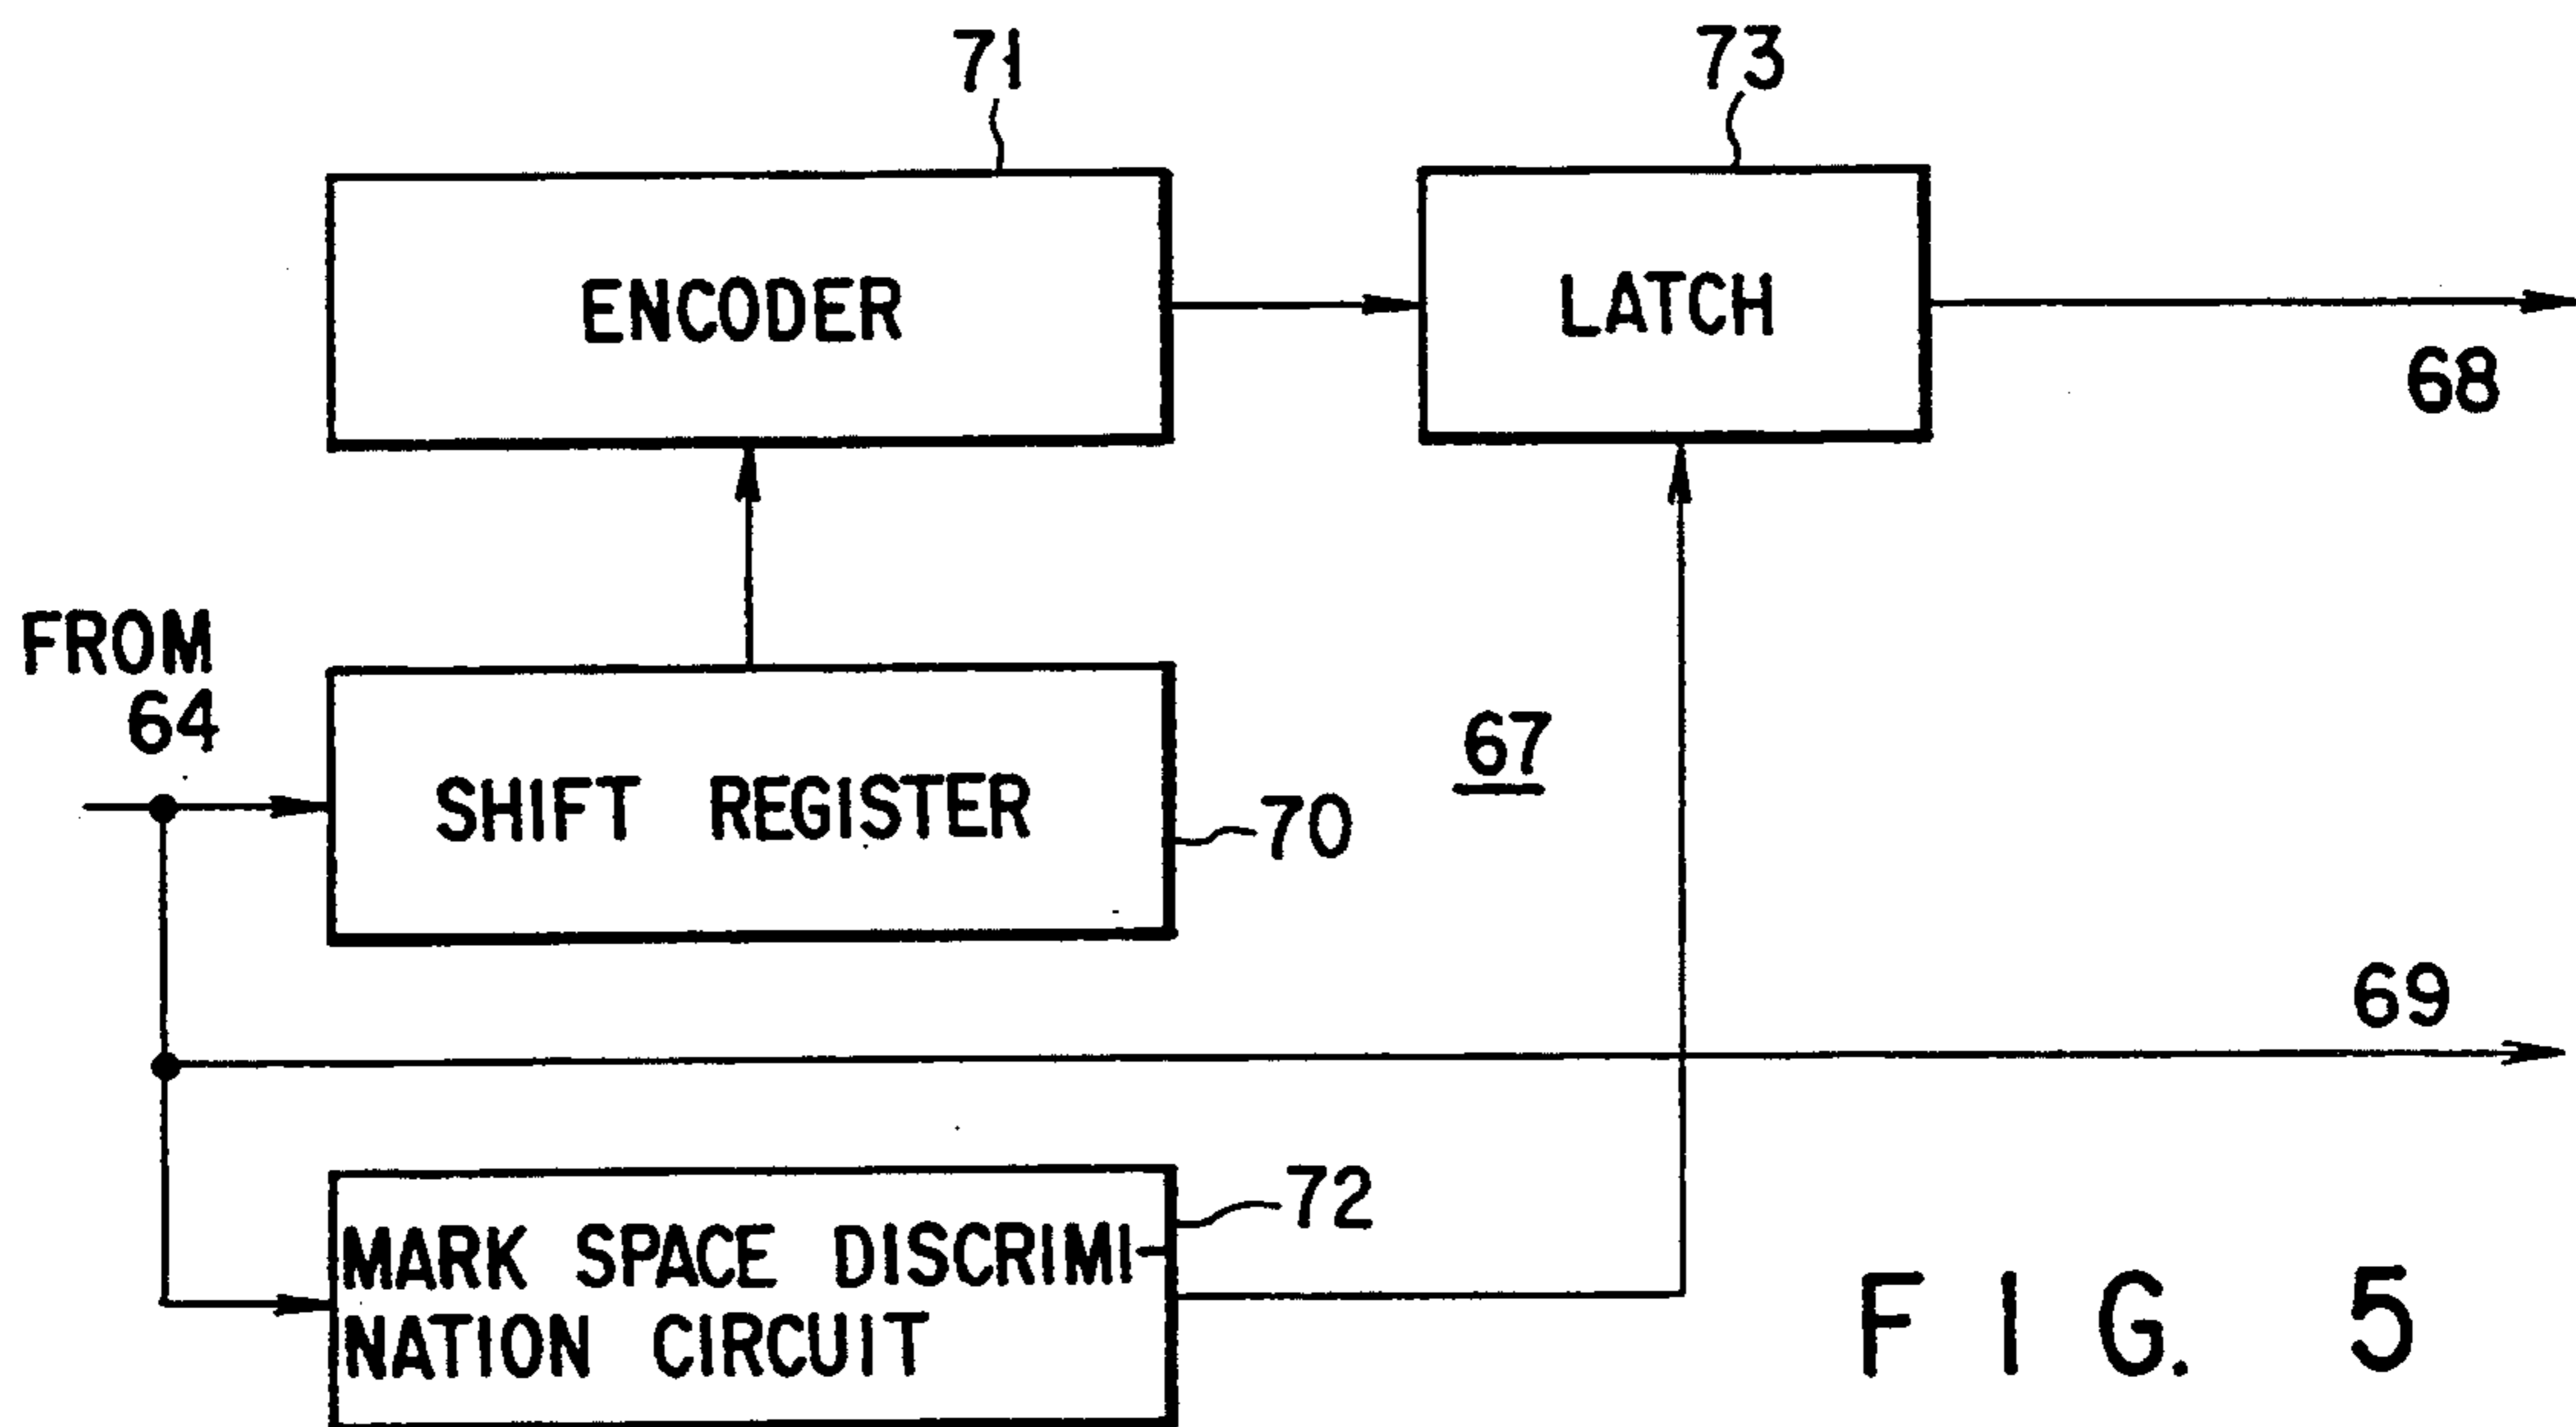 71
73
ENCODER
LATCH
68
FROM
64
67
SHIFT REGISTER
70
69
72
MARK SPACE DISCRIMI-
NATION CIRCUIT
FIG. 5